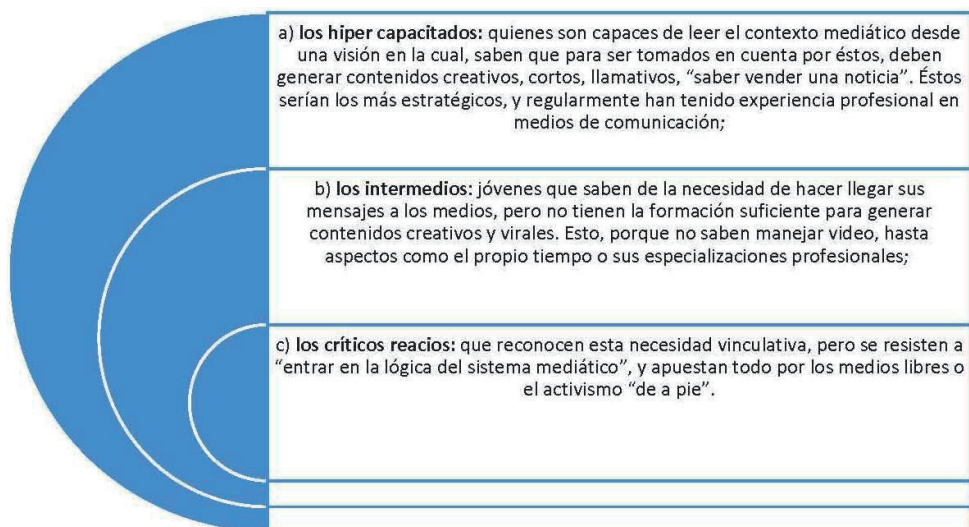 a) los hiper capacitados: quienes son capaces de leer el contexto mediático desde
una visión en la cual, saben que para ser tomados en cuenta por éstos, deben
generar contenidos creativos, cortos, llamativos, “saber vender una noticia”. Éstos
serían los más estratégicos, y regularmente han tenido experiencia profesional en
medios de comunicación;
b) los intermedios: jóvenes que saben de la necesidad de hacer llegar sus
mensajes a los medios, pero no tienen la formación suficiente para generar
contenidos creativos y virales. Esto, porque no saben manejar video, hasta
aspectos como el propio tiempo o sus especializaciones profesionales;
c) los críticos reacios: que reconocen esta necesidad vinculativa, pero se resisten a
“entrar en la lógica del sistema mediático”, y apuestan todo por los medios libres o
el activismo “de a pie”.